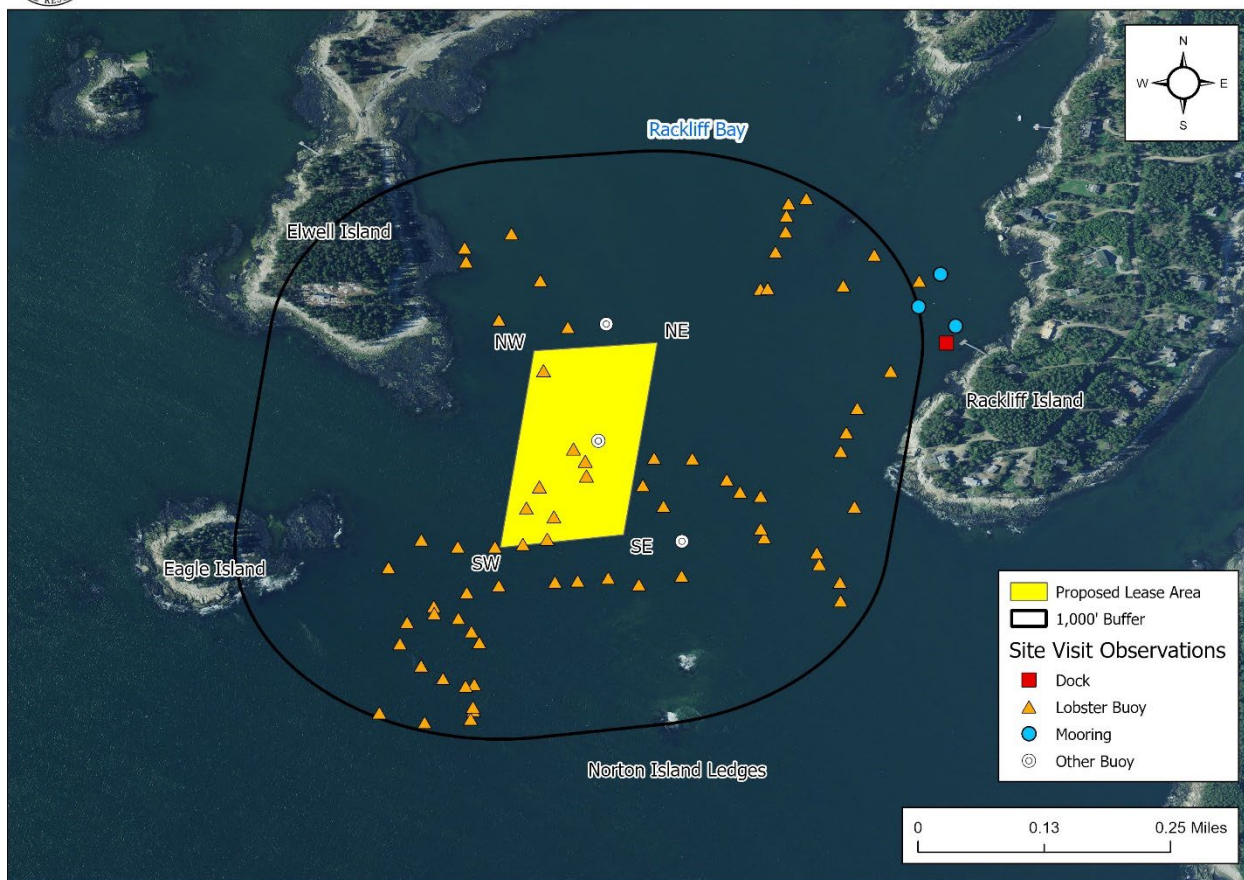 N
W E
S
Rackliff Bay
Elwell Island
NW
NE
Rackliff Island
SW
SE
Eagle Island
Norton Island Ledges
Proposed Lease Area
1,000' Buffer
Site Visit Observations
Dock
Lobster Buoy
Mooring
Other Buoy
0 0.13 0.25 Miles